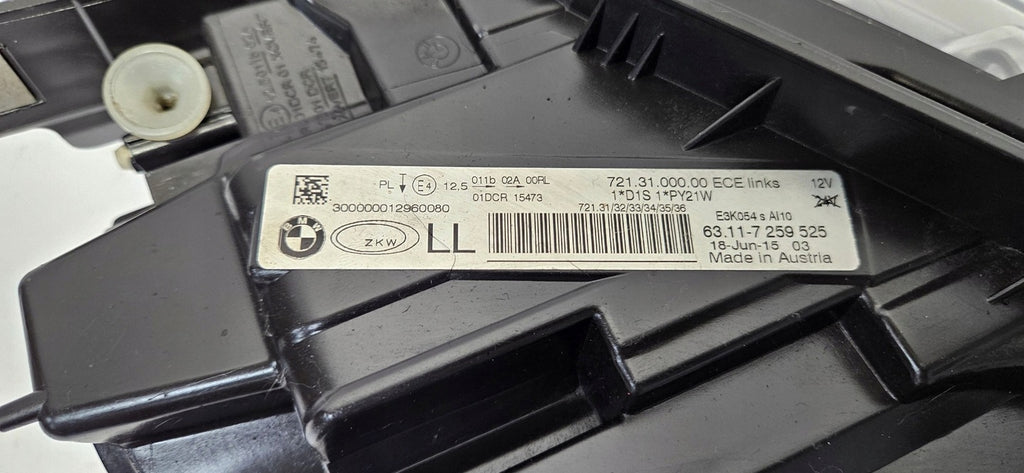 PL E4 12.5 011b 02A 00RL
01DCR 15473
300000012960080
BMW
ZKW
LL
721.31.000.00 ECE links
1*D1S 1*PY21W
721.31/32/33/34/35/36
12V
24V
E3K054 s AI10
63.11-7 259 525
18-Jun-15 03
Made in Austria